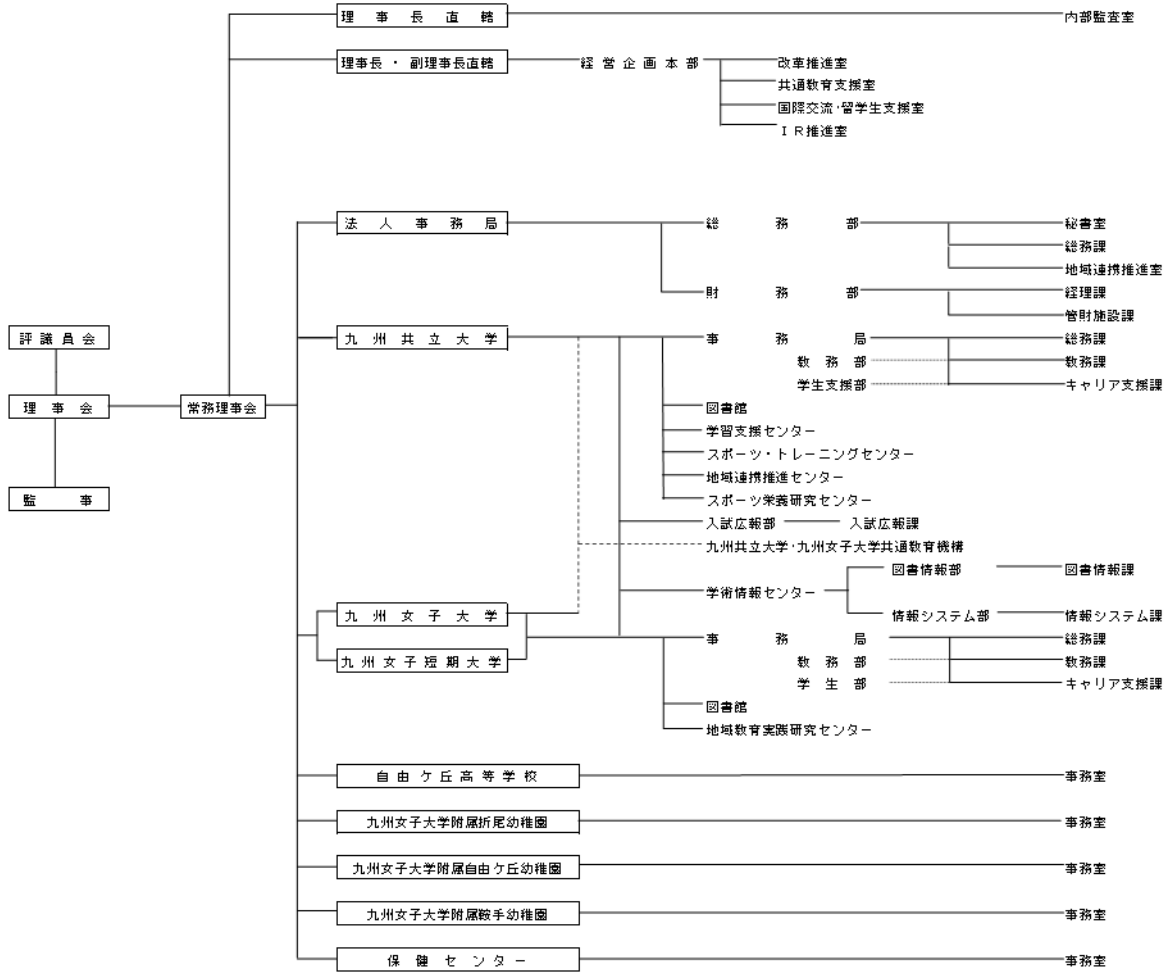 理事長直轄 内部監査室
理事長・副理事長直轄 経営企画本部 改革推進室
共通教育支援室
国際交流・留学生支援室
ＩＲ推進室
法人事務局 総務部 秘書室
総務課
地域連携推進室
財務部 経理課
管財施設課
評議員会 九州共立大学 事務局 総務課
教務部 教務課
学生支援部 キャリア支援課
理事会 常務理事会 図書館
学習支援センター
スポーツ・トレーニングセンター
地域連携推進センター
監事 スポーツ栄養研究センター
入試広報部 入試広報課
九州共立大学・九州女子大学共通教育機構
図書情報部 図書情報課
学術情報センター
九州女子大学 情報システム部 情報システム課
事務局 総務課
九州女子短期大学 教務部 教務課
学生部 キャリア支援課
図書館
地域教育実践研究センター
自由ケ丘高等学校 事務室
九州女子大学附属折尾幼稚園 事務室
九州女子大学附属自由ケ丘幼稚園 事務室
九州女子大学附属鞍手幼稚園 事務室
保健センター 事務室